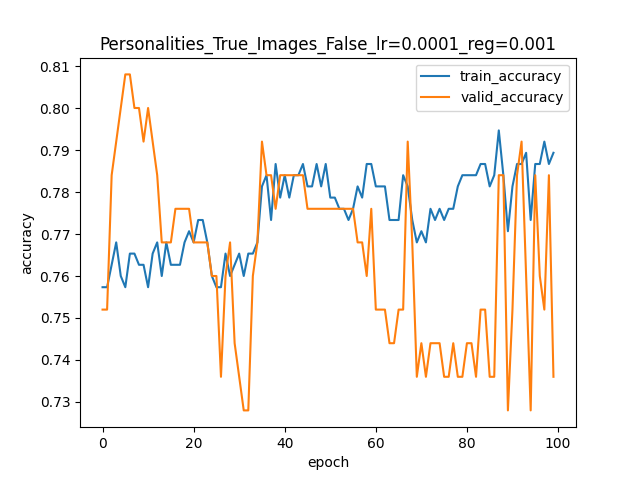 Personalities_True_Images_False_lr=0.0001_reg=0.001
train_accuracy
valid_accuracy
accuracy
0.81
0.80
0.79
0.78
0.77
0.76
0.75
0.74
0.73
0 20 40 60 80 100
epoch